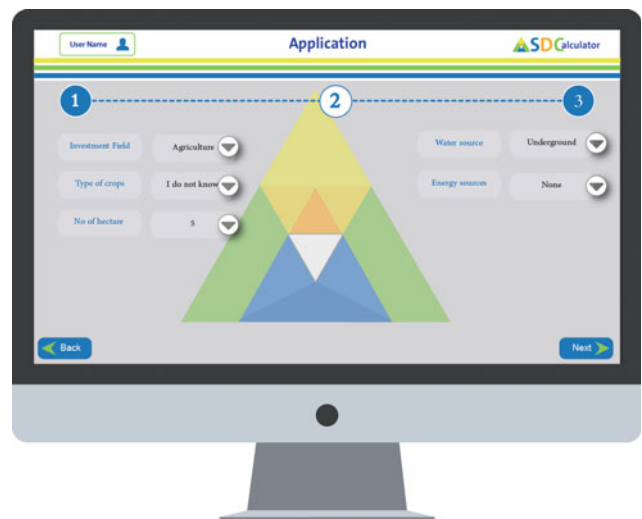 User Name
Application
SDCalculator
1
2
3
Investment Field
Agriculture
Type of crops
I do not know
No of hectare
5
Water source
Underground
Energy sources
None
Back
Next